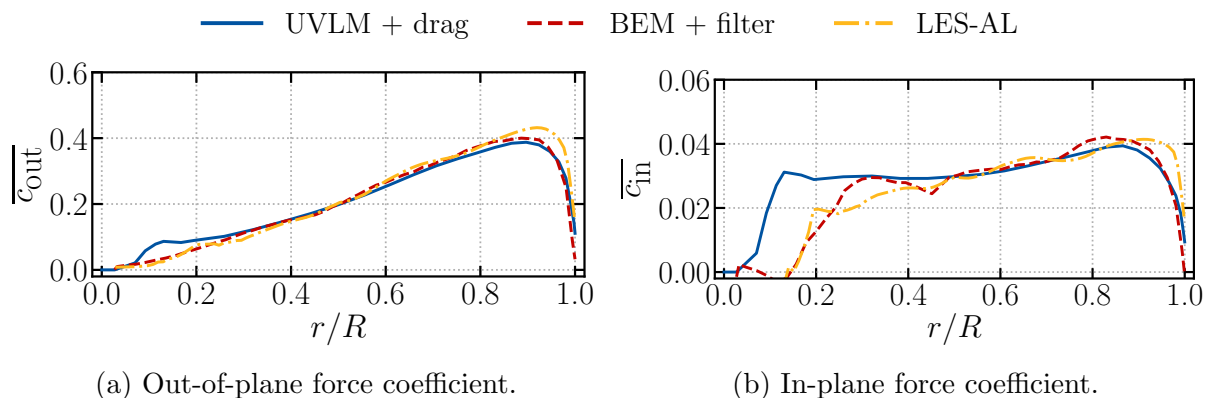 UVLM + drag BEM + filter LES-AL
0.6
0.4
0.2
0.0
c_out
0.0 0.2 0.4 0.6 0.8 1.0
r/R
(a) Out-of-plane force coefficient.
0.06
0.04
0.02
0.00
c_in
0.0 0.2 0.4 0.6 0.8 1.0
r/R
(b) In-plane force coefficient.